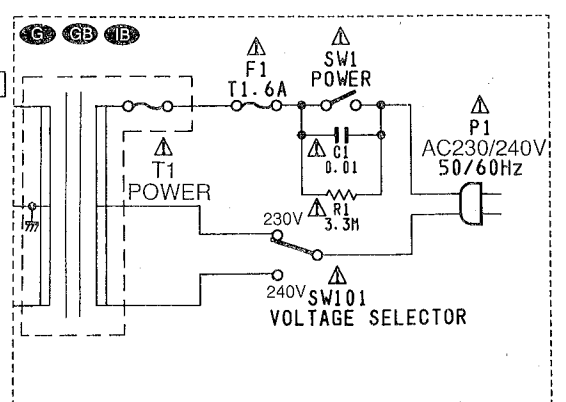 G GB IB
F1
T1.6A
SW1
POWER
P1
AC230/240V
50/60Hz
C1
0.01
T1
POWER
R1
3.3M
230V
240V
SW101
VOLTAGE SELECTOR